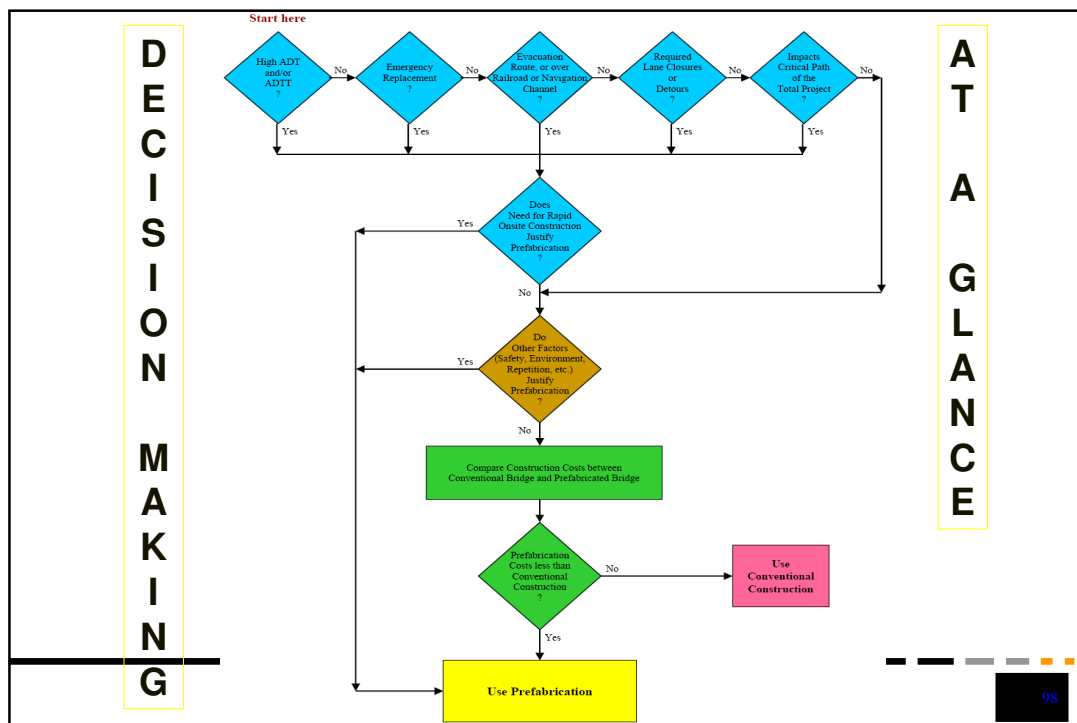 Start here
DECISION MAKING
AT A GLANCE
High ADT
and/or
ADTT
?
No
Yes
Emergency
Replacement
?
No
Yes
Evacuation
Route, or over
Railroad or Navigation
Channel
?
No
Yes
Required
Lane Closures
or
Detours
?
No
Yes
Impacts
Critical Path
of the
Total Project
?
No
Yes
Does
Need for Rapid
Onsite Construction
Justify
Prefabrication
?
Yes
No
Do
Other Factors
(Safety, Environment,
Repetition, etc.)
Justify
Prefabrication
?
Yes
No
Compare Construction Costs between
Conventional Bridge and Prefabricated Bridge
Prefabrication
Costs less than
Conventional
Construction
?
No
Yes
Use
Conventional
Construction
Use Prefabrication
98